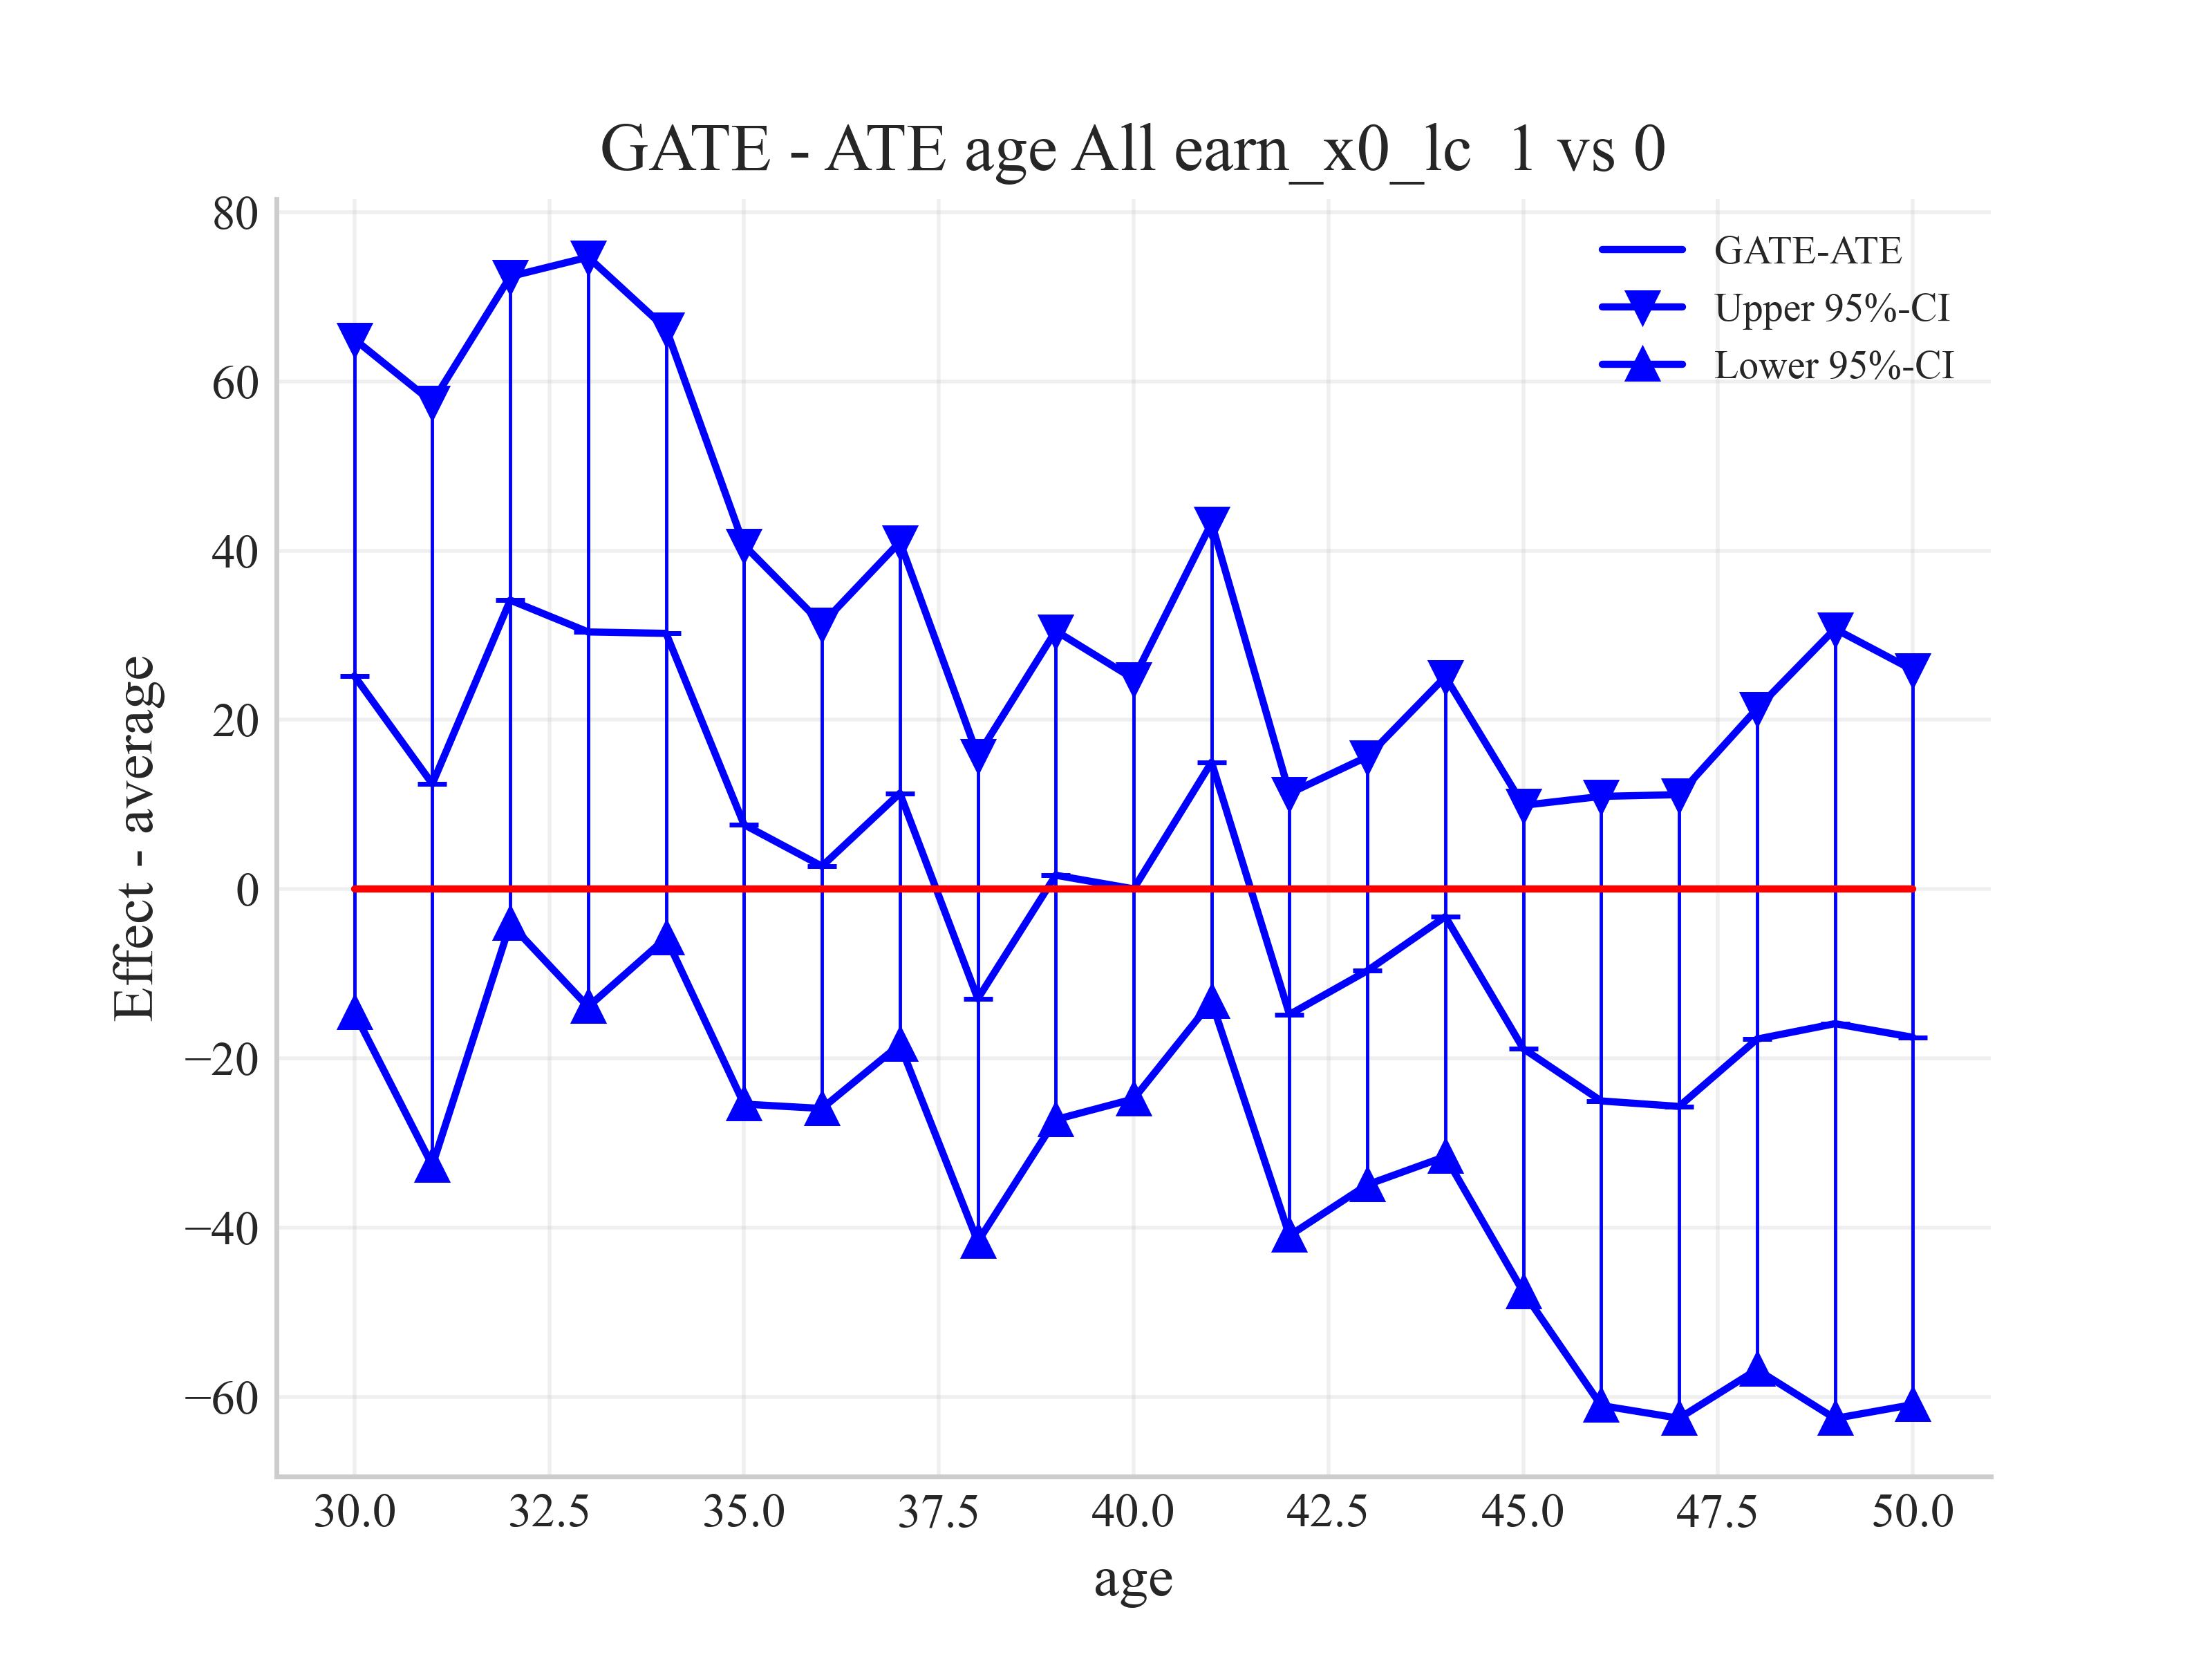 GATE - ATE age All earn_x0_lc  1 vs 0
GATE-ATE
Upper 95%-CI
Lower 95%-CI
Effect - average
80
60
40
20
0
−20
−40
−60
30.0 32.5 35.0 37.5 40.0 42.5 45.0 47.5 50.0
age